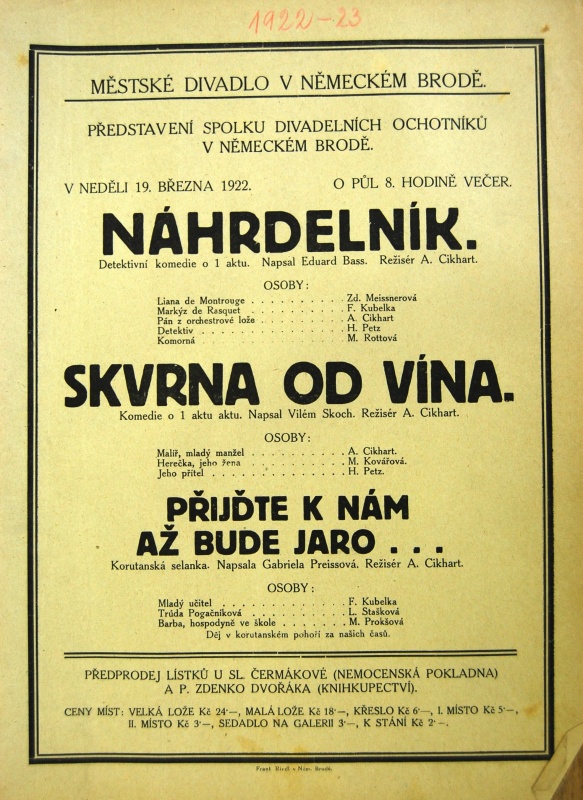 1922-23
MĚSTSKÉ DIVADLO V NĚMECKÉM BRODĚ.
PŘEDSTAVENÍ SPOLKU DIVADELNÍCH OCHOTNÍKŮ
V NĚMECKÉM BRODĚ.
V NEDĚLI 19. BŘEZNA 1922. O PŮL 8. HODINĚ VEČER.
NÁHRDELNÍK.
Detektivní komedie o 1 aktu. Napsal Eduard Bass. Režisér A. Cikhart.
OSOBY:
Liana de Montrouge . . . . . . . . . . Zd. Meissnerová
Markýz de Rasquet . . . . . . . . . . F. Kubelka
Pán z orchestrové lože . . . . . . . . . A. Cikhart
Detektiv . . . . . . . . . . . . . . . H. Petz
Komorná . . . . . . . . . . . . . . . M. Rottová
SKVRNA OD VÍNA.
Komedie o 1 aktu aktu. Napsal Vilém Skoch. Režisér A. Cikhart.
OSOBY:
Malíř, mladý manžel . . . . . . . . . . A. Cikhart.
Herečka, jeho žena . . . . . . . . . . M. Kovářová.
Jeho přítel . . . . . . . . . . . . . . H. Petz.
PŘIJĎTE K NÁM
AŽ BUDE JARO . . .
Korutanská selanka. Napsala Gabriela Preissová. Režisér A. Cikhart.
OSOBY:
Mladý učitel . . . . . . . . . . . . . F. Kubelka
Trúda Pogačniková . . . . . . . . . . . L. Stašková
Barba, hospodyně ve škole . . . . . . . M. Prokšová
Děj v korutanském pohoří za našich časů.
PŘEDPRODEJ LÍSTKŮ U SL. ČERMÁKOVÉ (NEMOCENSKÁ POKLADNA)
A P. ZDENKO DVOŘÁKA (KNIHKUPECTVÍ).
CENY MÍST: VELKÁ LOŽE Kč 24·—, MALÁ LOŽE Kč 18·—, KŘESLO Kč 6·—, I. MÍSTO Kč 5·—,
II. MÍSTO Kč 3·—, SEDADLO NA GALERII 3·—, K STÁNÍ Kč 2·—.
v Něm. Brodě.